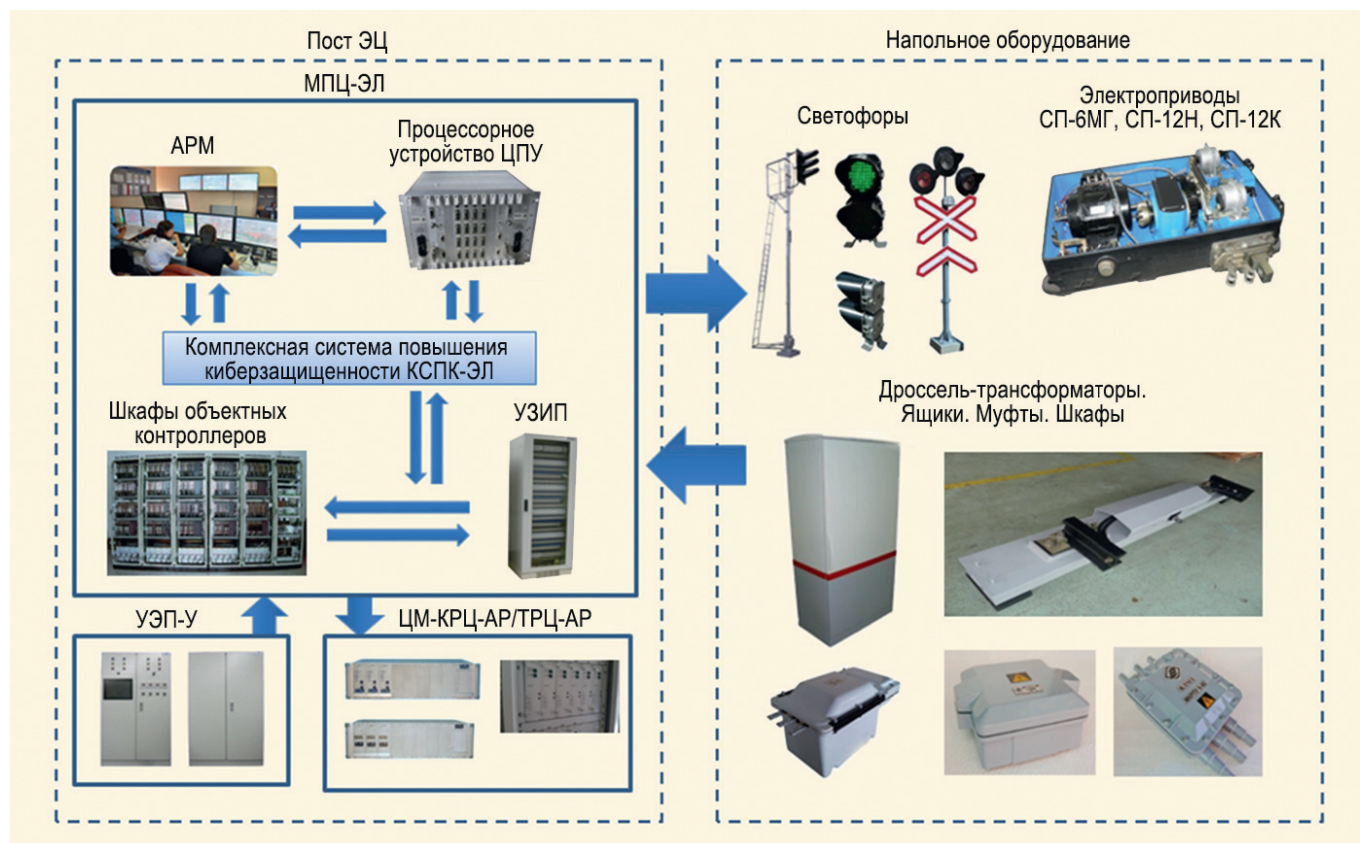 Пост ЭЦ
МПЦ-ЭЛ
АРМ
Процессорное
устройство ЦПУ
Комплексная система повышения
киберзащищенности КСПК-ЭЛ
Шкафы объектных
контроллеров
УЗИП
УЭП-У
ЦМ-КРЦ-АР/ТРЦ-АР
Напольное оборудование
Светофоры
Электроприводы
СП-6МГ, СП-12Н, СП-12К
Дроссель-трансформаторы.
Ящики. Муфты. Шкафы